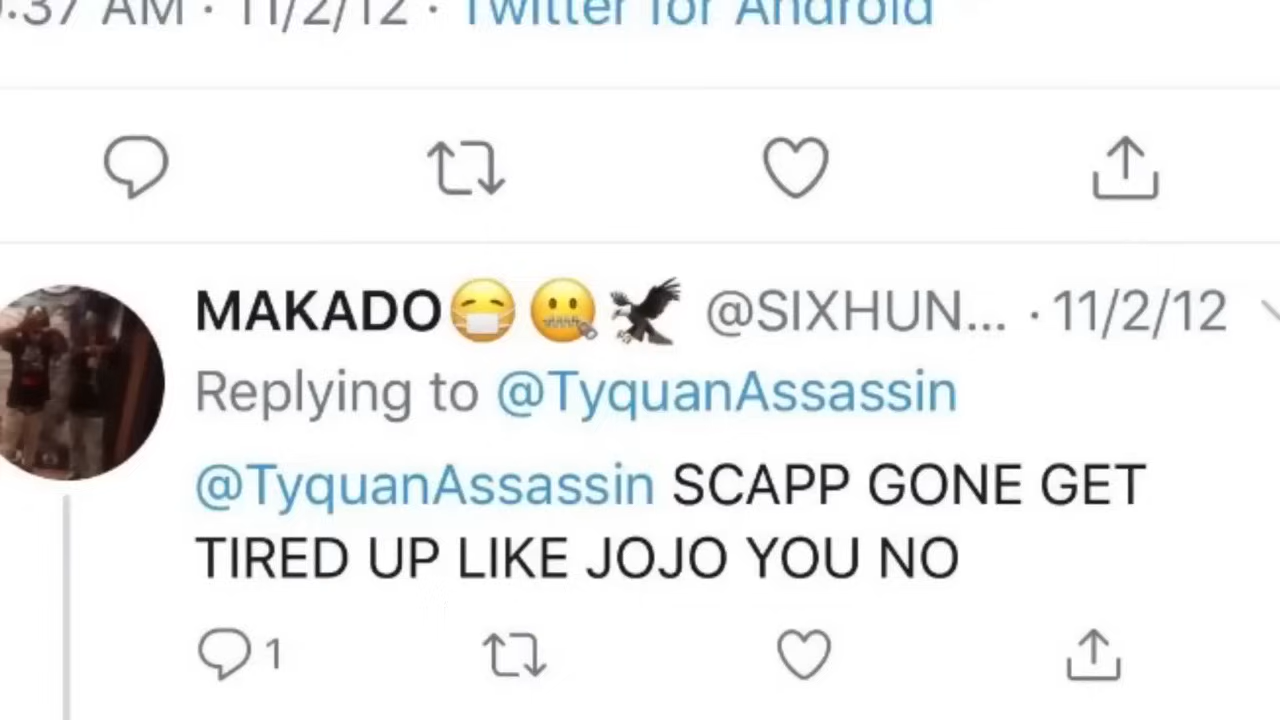 :37 AM · 11/2/12 · Twitter for Android
MAKADO😷🤐🦅 @SIXHUN... · 11/2/12
Replying to @TyquanAssassin
@TyquanAssassin SCAPP GONE GET
TIRED UP LIKE JOJO YOU NO
1